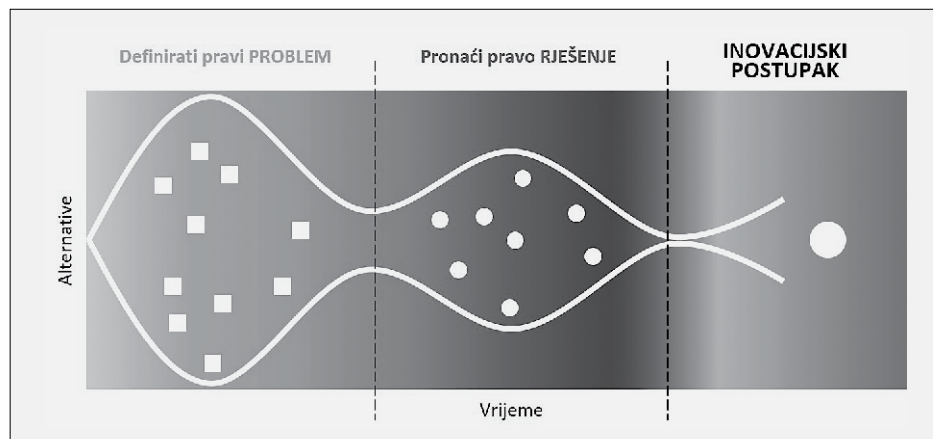 Definirati pravi PROBLEM
Pronaći pravo RJEŠENJE
INOVACIJSKI
POSTUPAK
Alternative
Vrijeme